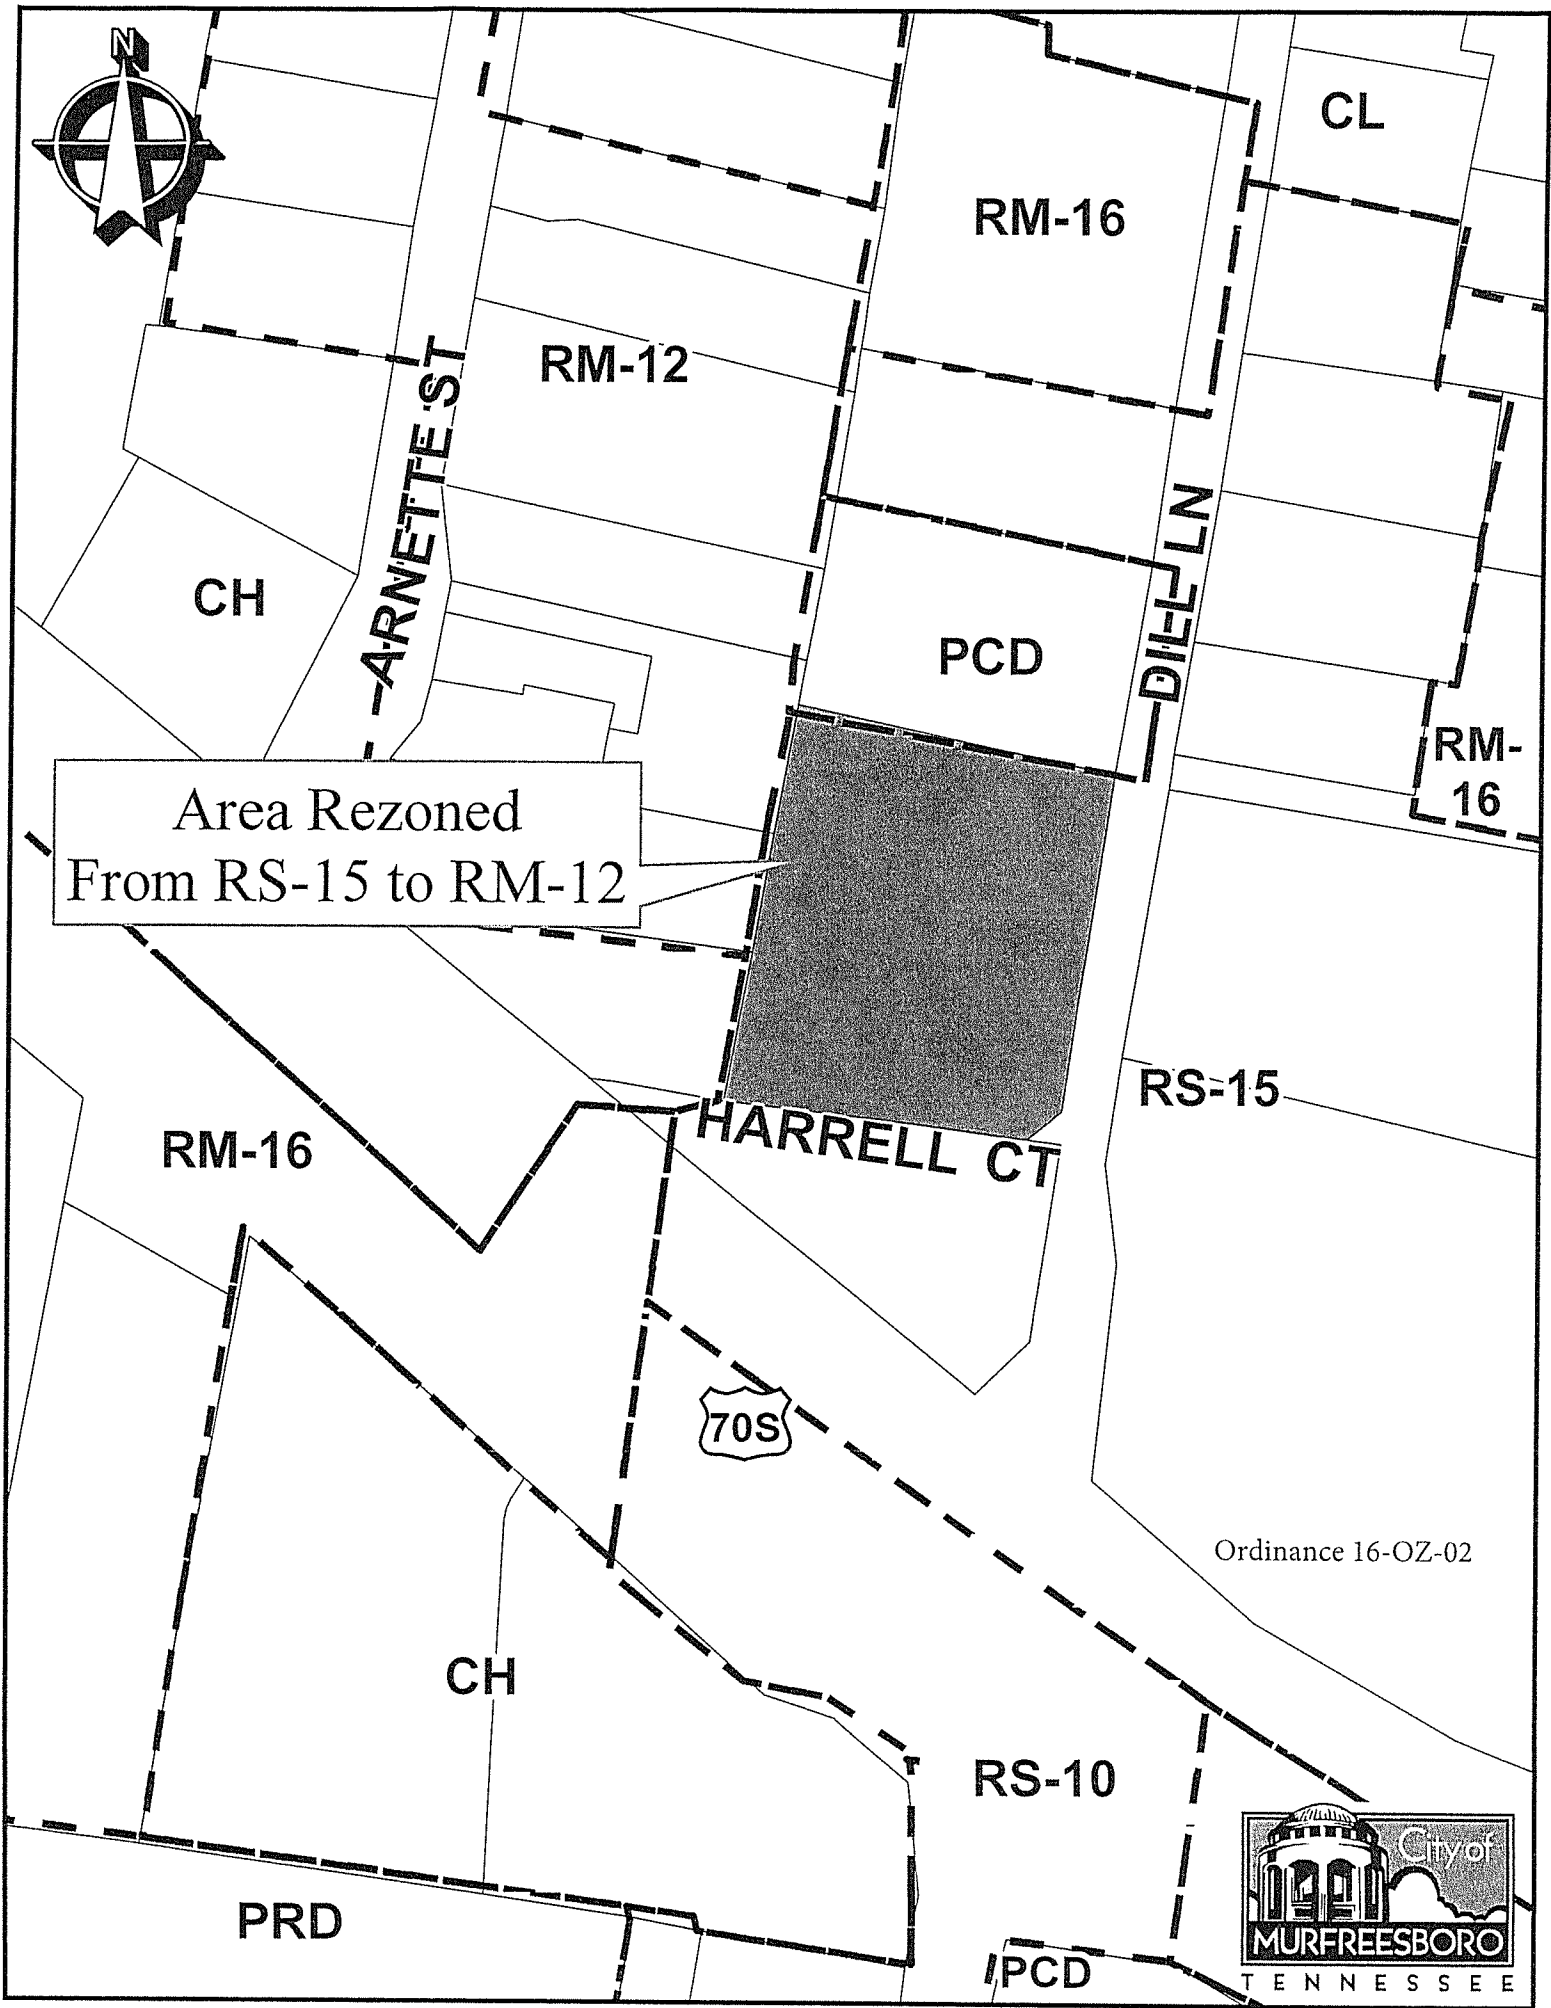 N
CL
RM-16
RM-12
ARNETTE ST
DILL LN
CH
PCD
RM-
16
Area Rezoned
From RS-15 to RM-12
RS-15
HARRELL CT
RM-16
70S
Ordinance 16-OZ-02
CH
RS-10
City of
MURFREESBORO
TENNESSEE
PRD
PCD